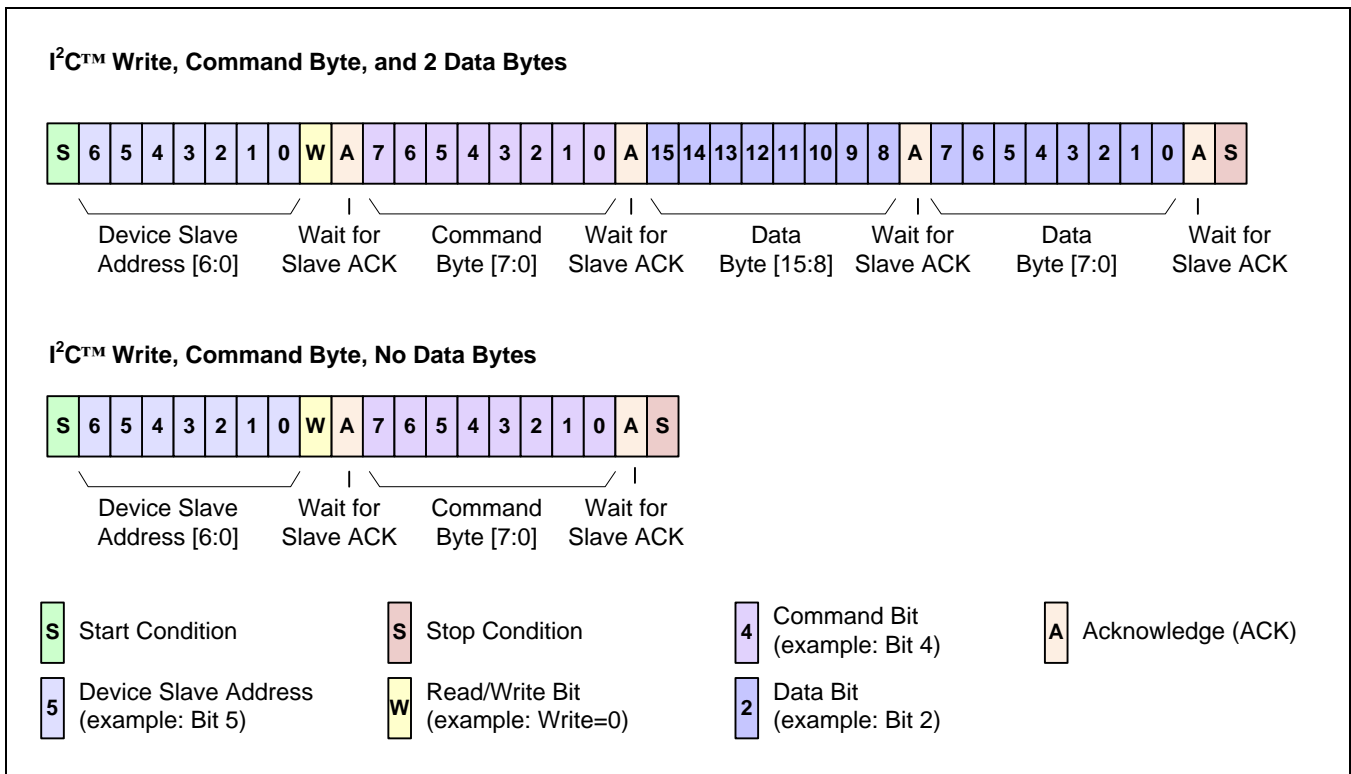 I²C™ Write, Command Byte, and 2 Data Bytes
S 6 5 4 3 2 1 0 W A 7 6 5 4 3 2 1 0 A 15 14 13 12 11 10 9 8 A 7 6 5 4 3 2 1 0 A S
Device Slave Wait for Command Wait for Data Wait for Data Wait for
Address [6:0] Slave ACK Byte [7:0] Slave ACK Byte [15:8] Slave ACK Byte [7:0] Slave ACK
I²C™ Write, Command Byte, No Data Bytes
S 6 5 4 3 2 1 0 W A 7 6 5 4 3 2 1 0 A S
Device Slave Wait for Command Wait for
Address [6:0] Slave ACK Byte [7:0] Slave ACK
S Start Condition
S Stop Condition
4 Command Bit
(example: Bit 4)
A Acknowledge (ACK)
5 Device Slave Address
(example: Bit 5)
W Read/Write Bit
(example: Write=0)
2 Data Bit
(example: Bit 2)